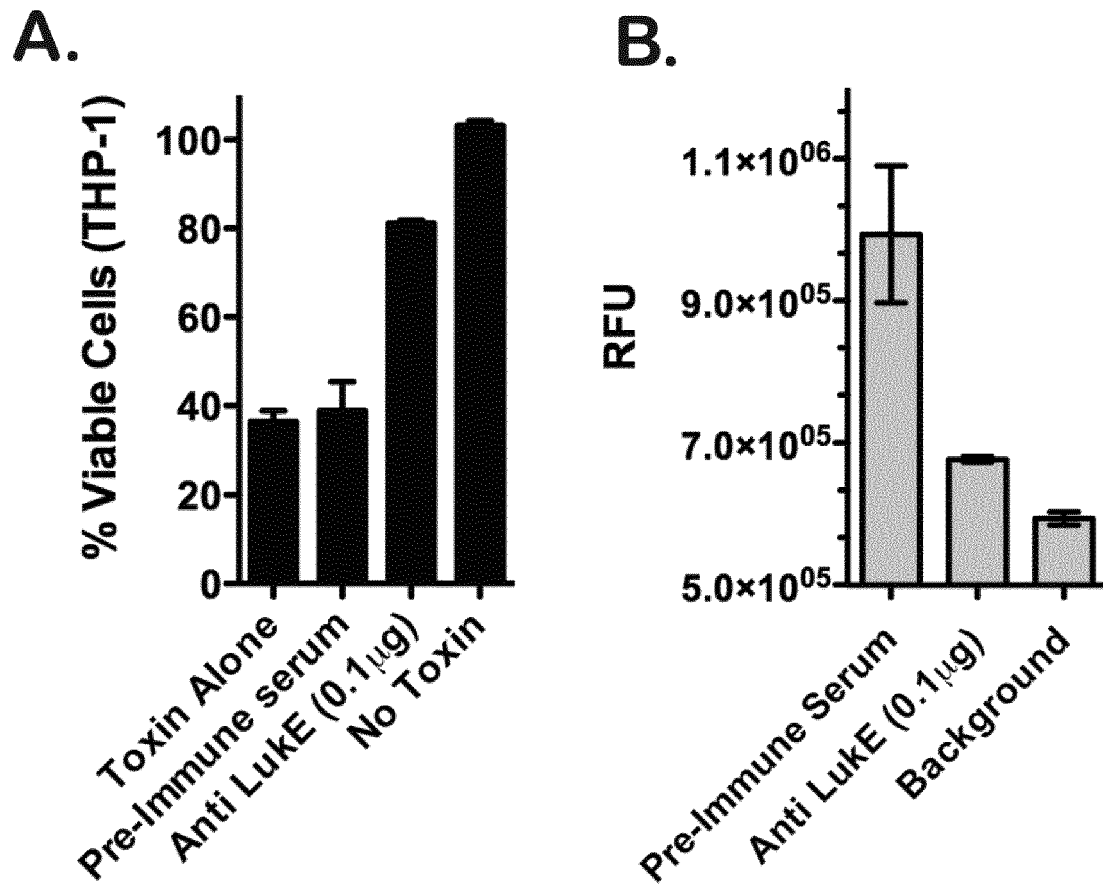 A.
% Viable Cells (THP-1)
100
80
60
40
20
0
Toxin Alone
Pre-Immune serum
Anti LukE (0.1μg)
No Toxin
B.
RFU
1.1×10⁰⁶
9.0×10⁰⁵
7.0×10⁰⁵
5.0×10⁰⁵
Pre-Immune Serum
Anti LukE (0.1μg)
Background